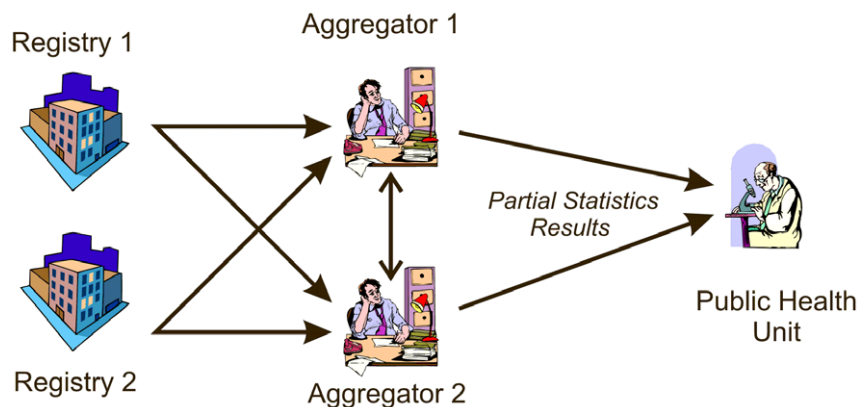 Registry 1
Aggregator 1
Partial Statistics
Results
Public Health
Unit
Registry 2
Aggregator 2